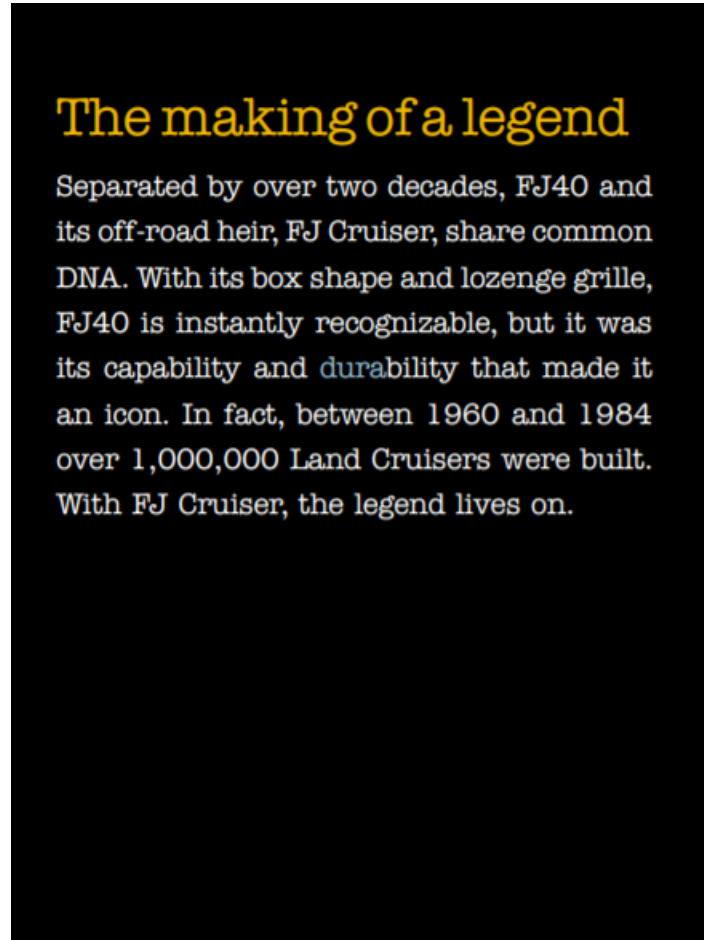 The making of a legend
Separated by over two decades, FJ40 and
its off-road heir, FJ Cruiser, share common
DNA. With its box shape and lozenge grille,
FJ40 is instantly recognizable, but it was
its capability and durability that made it
an icon. In fact, between 1960 and 1984
over 1,000,000 Land Cruisers were built.
With FJ Cruiser, the legend lives on.